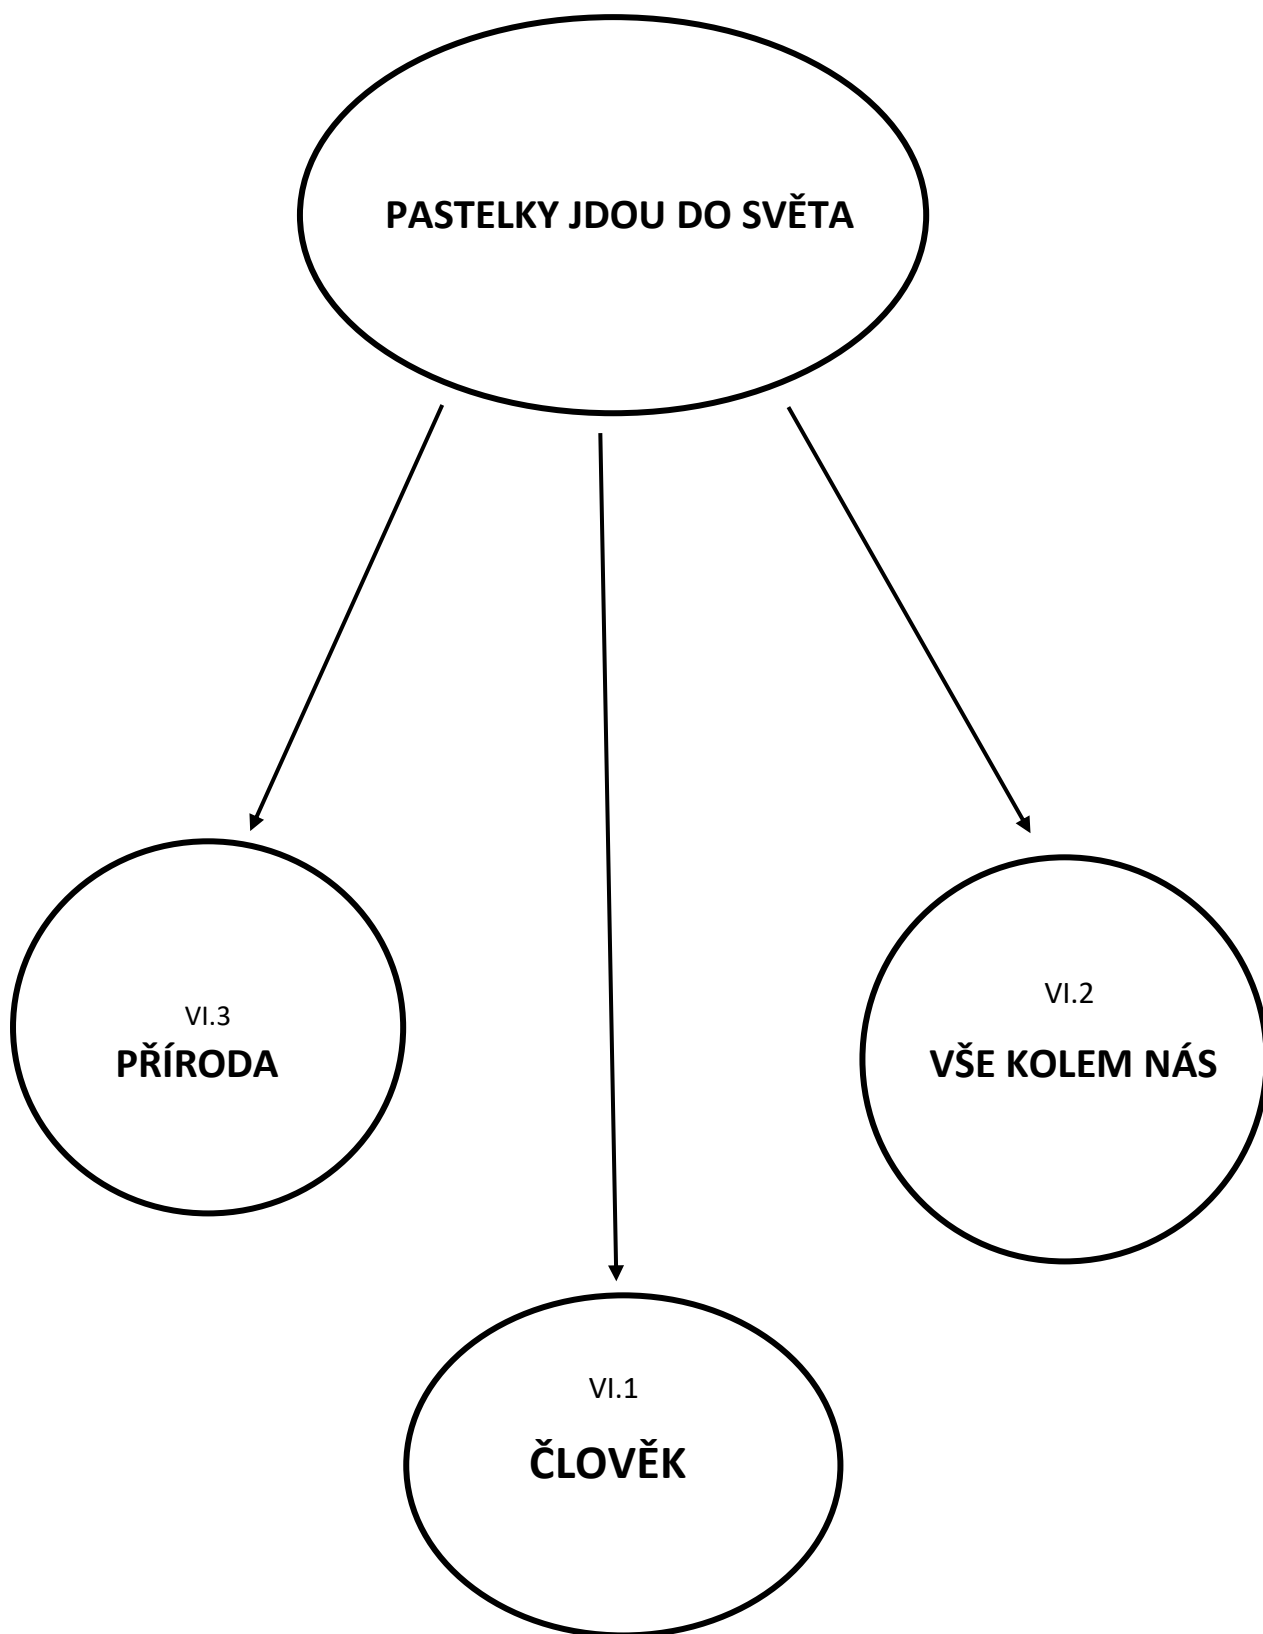 PASTELKY JDOU DO SVĚTA
VI.3
PŘÍRODA
VI.2
VŠE KOLEM NÁS
VI.1
ČLOVĚK